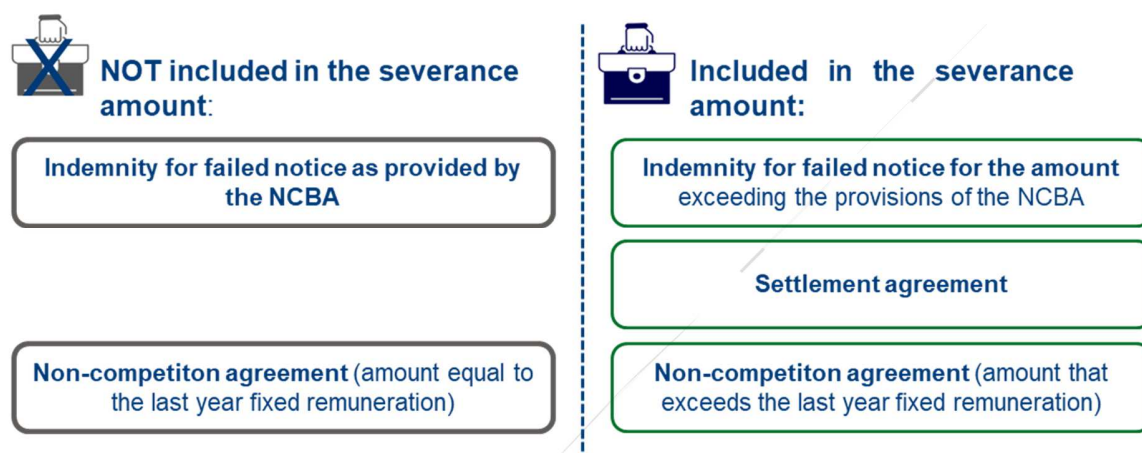 NOT included in the severance
amount:
Indemnity for failed notice as provided by
the NCBA
Non-competiton agreement (amount equal to
the last year fixed remuneration)
Included in the severance
amount:
Indemnity for failed notice for the amount
exceeding the provisions of the NCBA
Settlement agreement
Non-competiton agreement (amount that
exceeds the last year fixed remuneration)